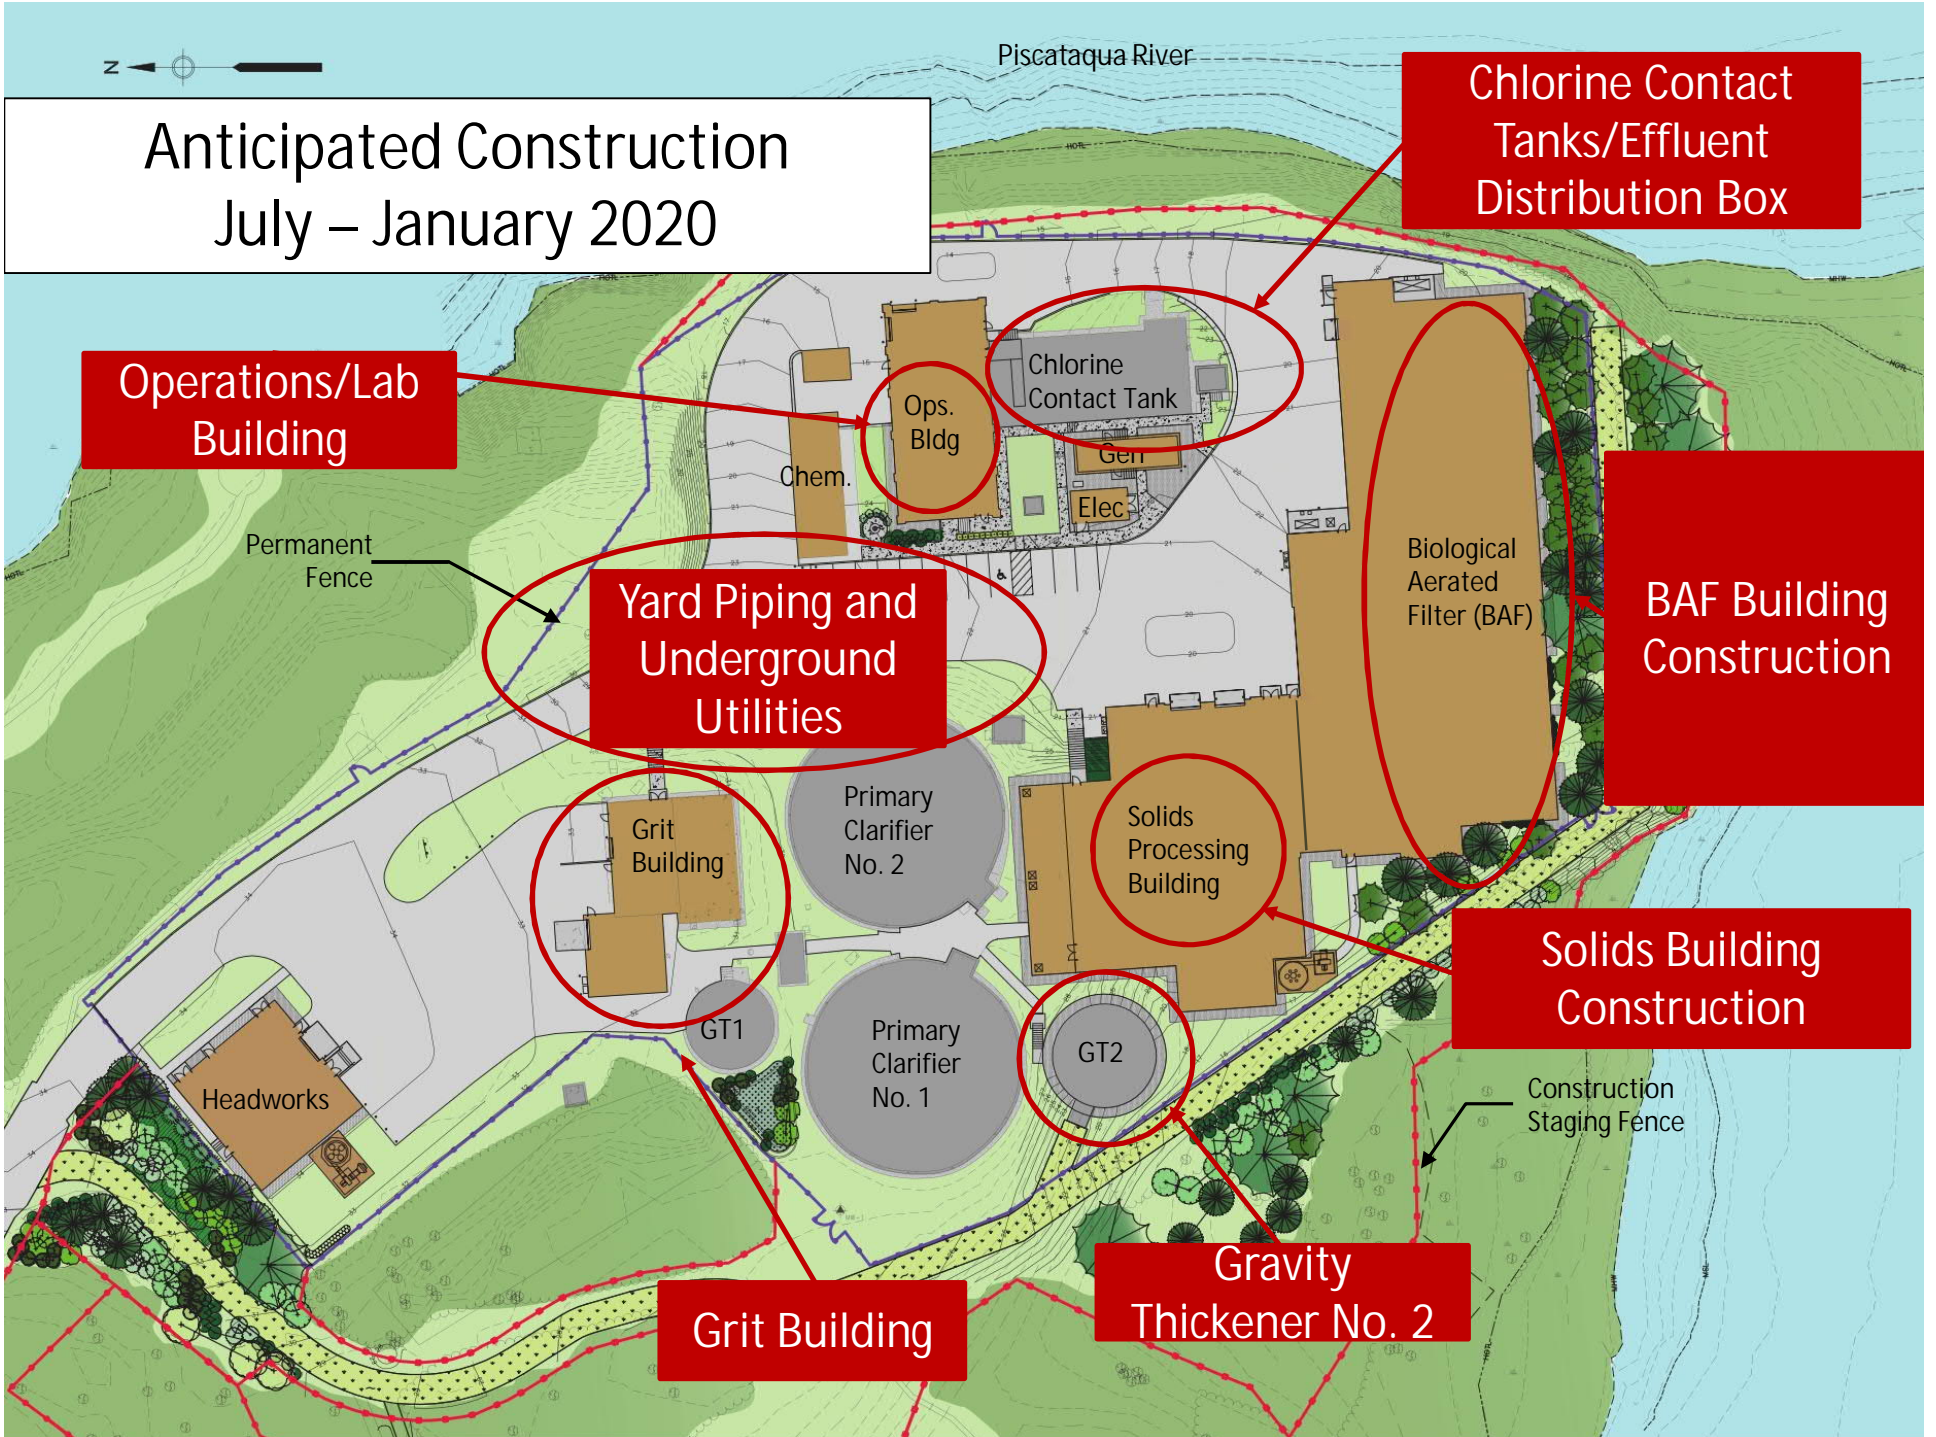 N
Piscataqua River
Anticipated Construction
July – January 2020
Chlorine Contact
Tanks/Effluent
Distribution Box
Operations/Lab
Building
Chlorine
Contact Tank
Ops.
Bldg
Gen
Chem.
Elec
Permanent
Fence
Yard Piping and
Underground
Utilities
Biological
Aerated
Filter (BAF)
BAF Building
Construction
Grit
Building
Primary
Clarifier
No. 2
Solids
Processing
Building
Solids Building
Construction
GT1
Primary
Clarifier
No. 1
GT2
Headworks
Construction
Staging Fence
Gravity
Thickener No. 2
Grit Building